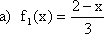 a) f₁(x) = (2 − x)/3